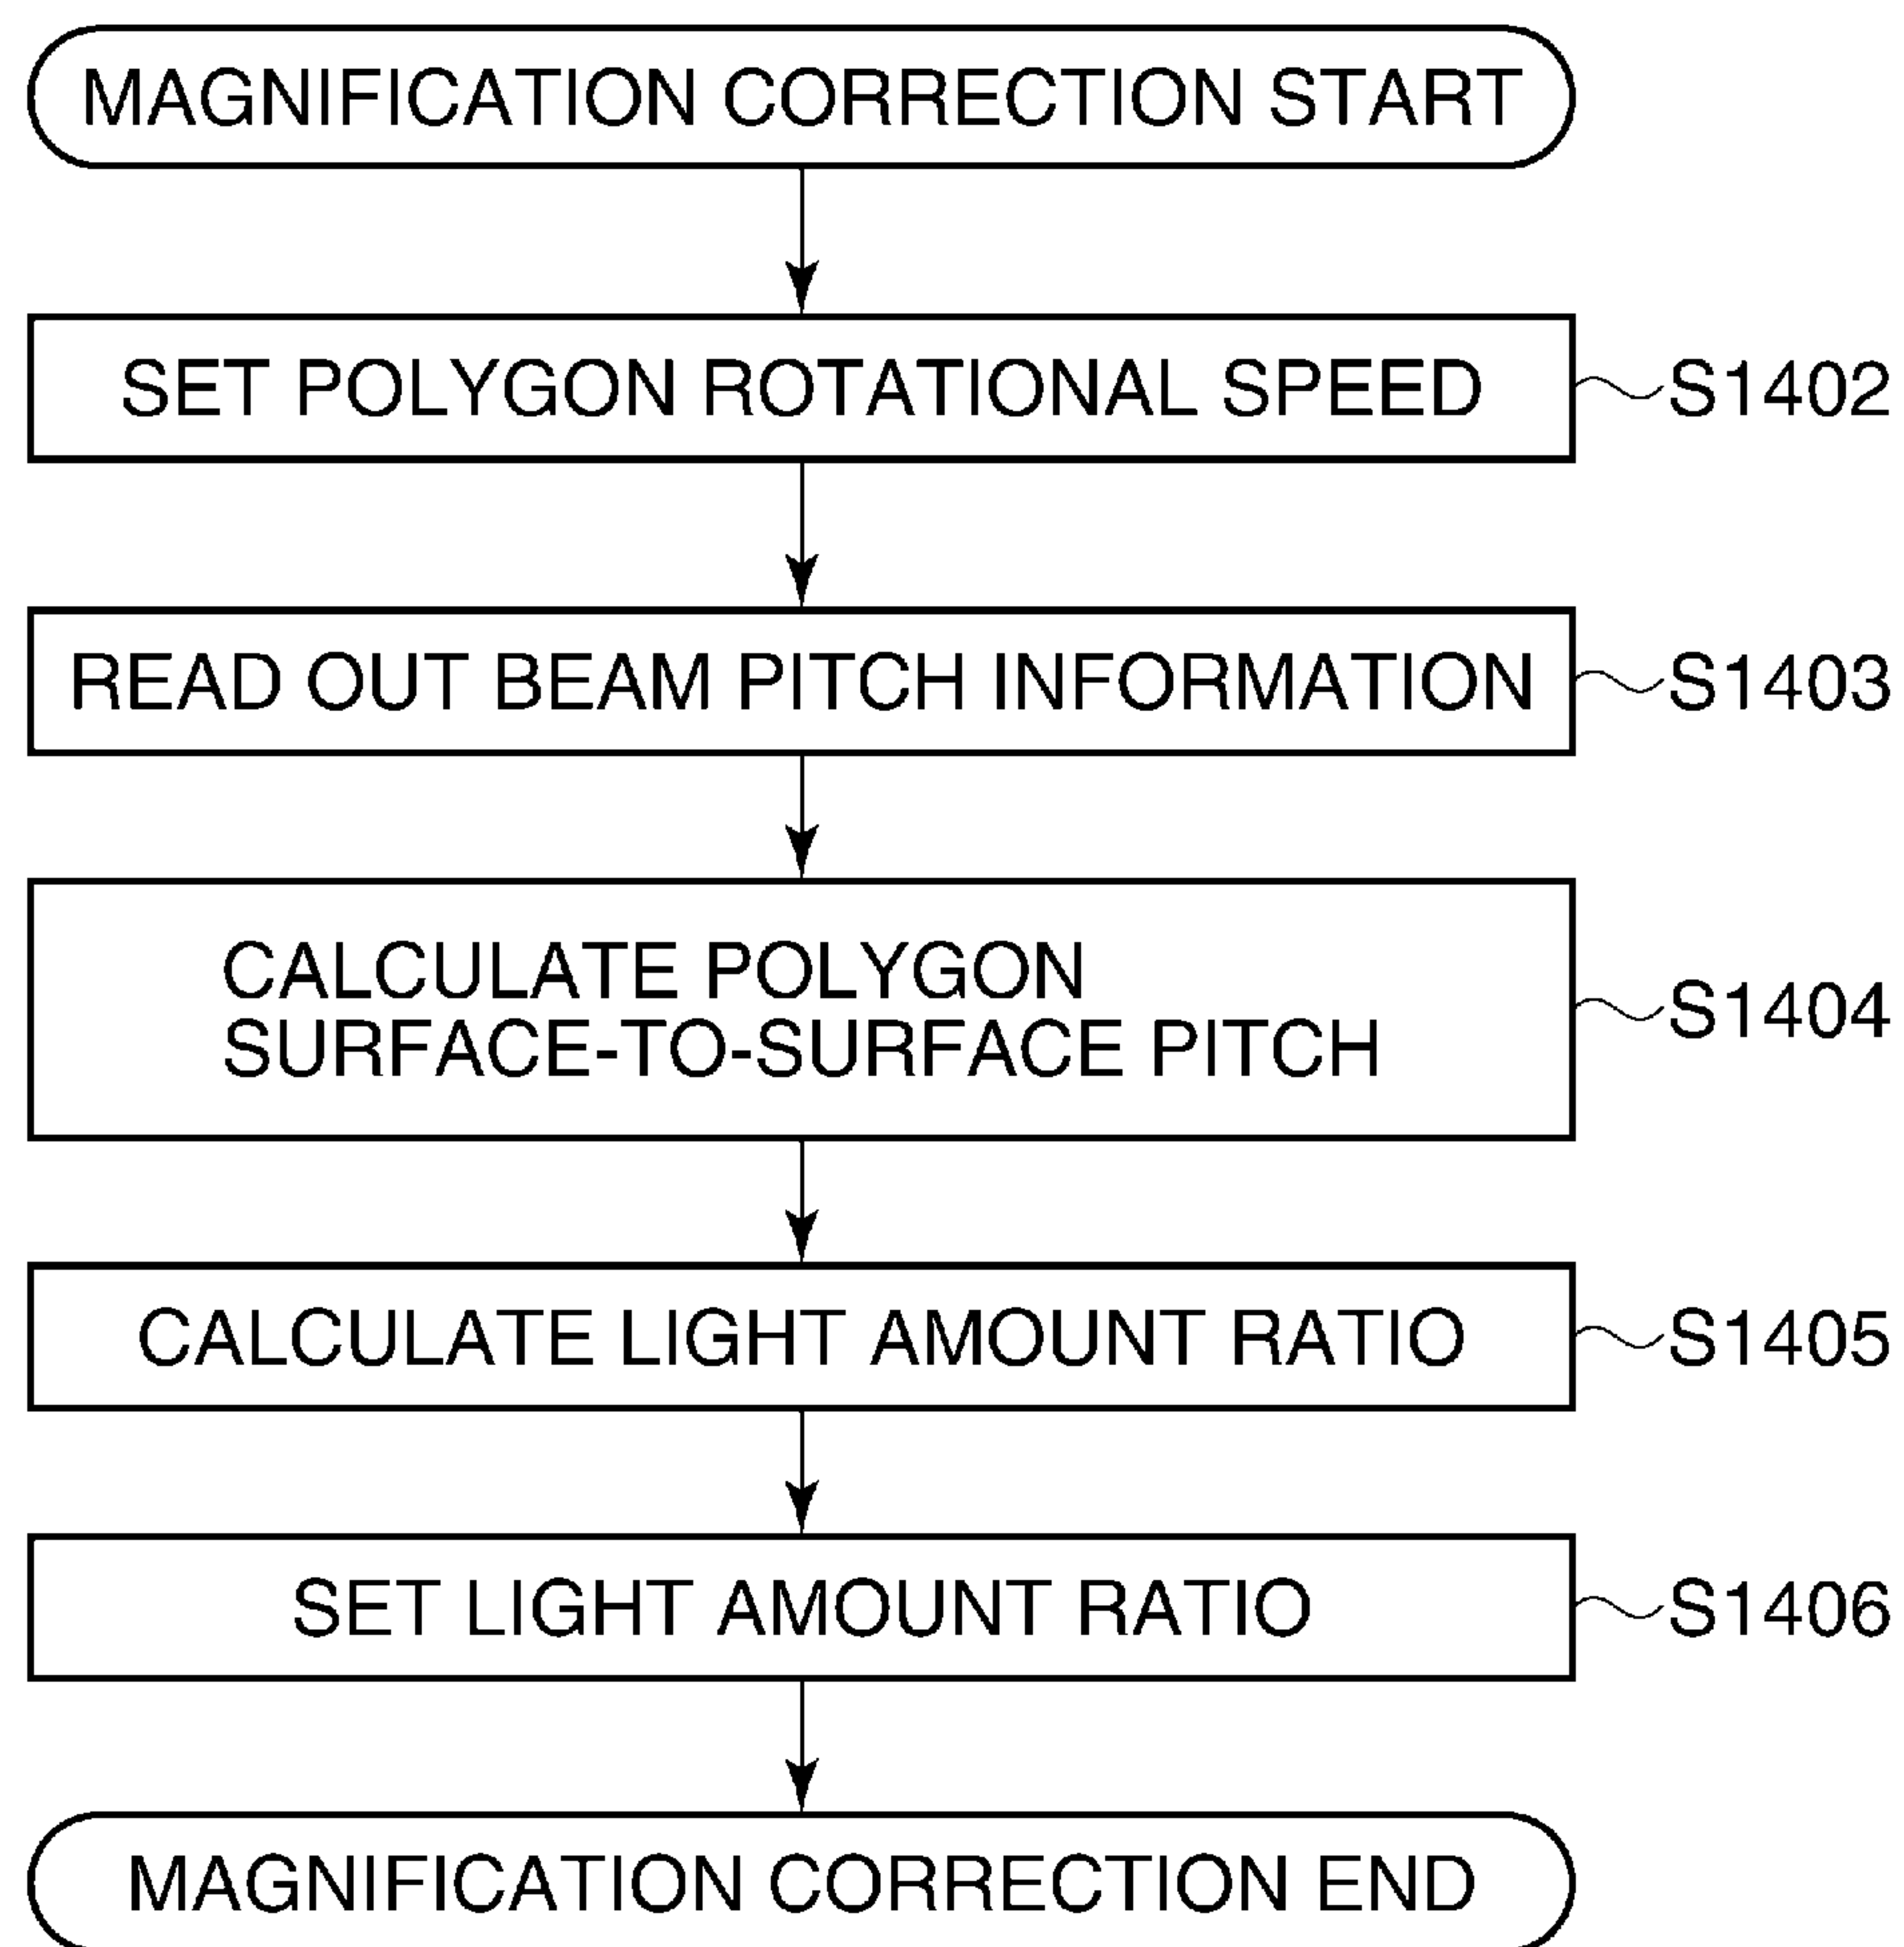 MAGNIFICATION CORRECTION START
SET POLYGON ROTATIONAL SPEED S1402
READ OUT BEAM PITCH INFORMATION S1403
CALCULATE POLYGON
SURFACE-TO-SURFACE PITCH S1404
CALCULATE LIGHT AMOUNT RATIO S1405
SET LIGHT AMOUNT RATIO S1406
MAGNIFICATION CORRECTION END